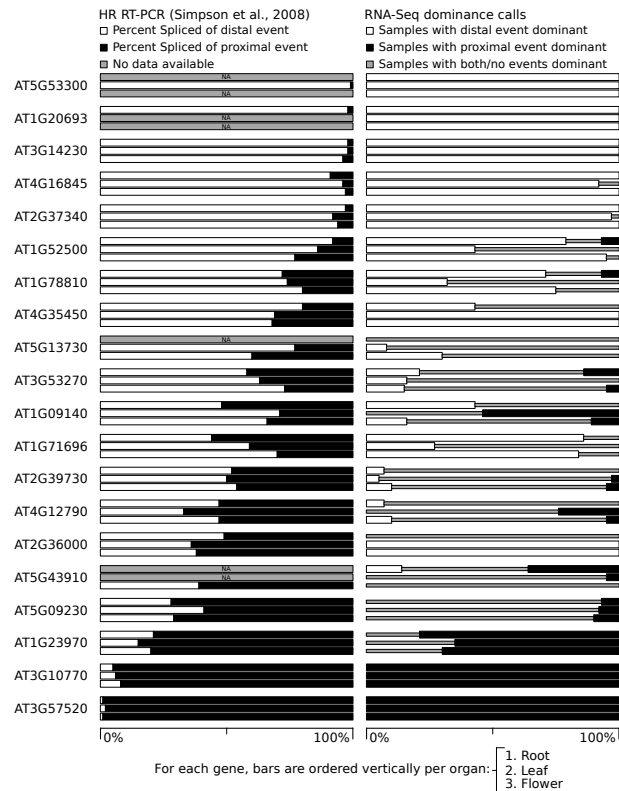 HR RT-PCR (Simpson et al., 2008)
Percent Spliced of distal event
Percent Spliced of proximal event
No data available
RNA-Seq dominance calls
Samples with distal event dominant
Samples with proximal event dominant
Samples with both/no events dominant
AT5G53300
NA
NA
AT1G20693
NA
NA
AT3G14230
AT4G16845
AT2G37340
AT1G52500
AT1G78810
AT4G35450
AT5G13730
NA
AT3G53270
AT1G09140
AT1G71696
AT2G39730
AT4G12790
AT2G36000
AT5G43910
NA
NA
AT5G09230
AT1G23970
AT3G10770
AT3G57520
0% 100% 0% 100%
For each gene, bars are ordered vertically per organ:
1. Root
2. Leaf
3. Flower